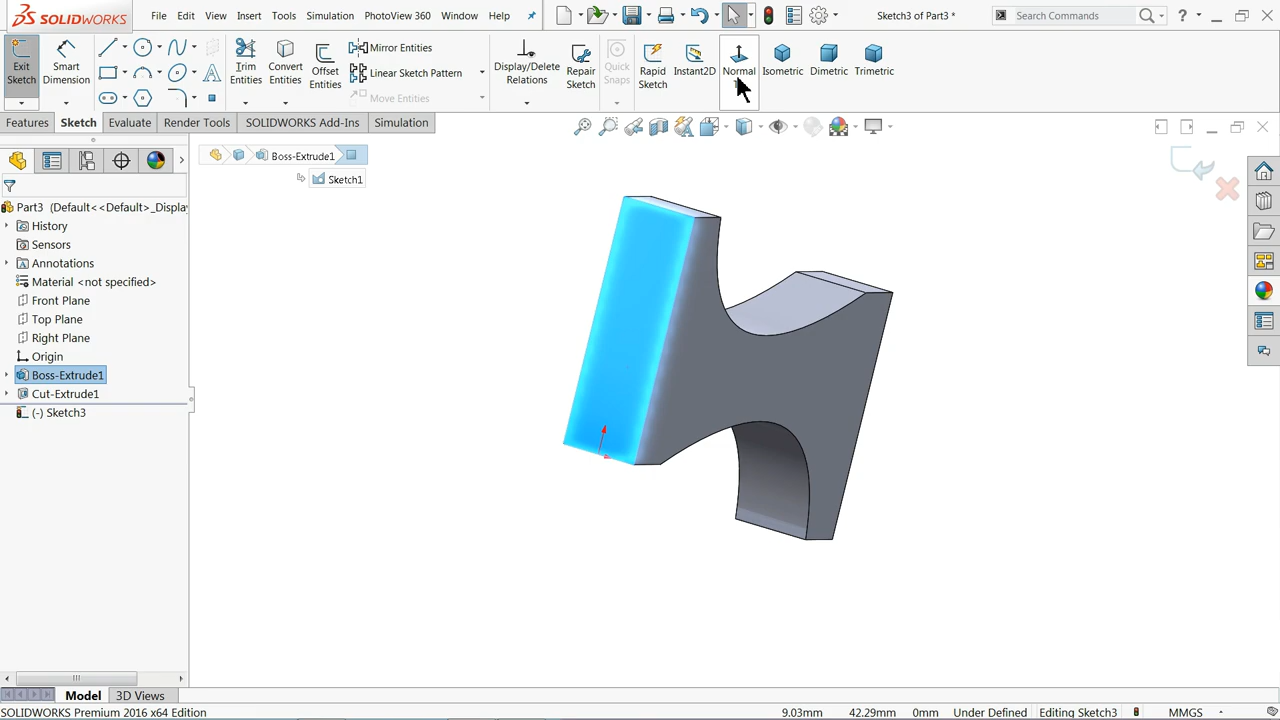 SOLIDWORKS File Edit View Insert Tools Simulation PhotoView 360 Window Help Sketch3 of Part3 * Search Commands ?
Exit Sketch Smart Dimension Trim Entities Convert Entities Offset Entities Mirror Entities Linear Sketch Pattern Move Entities Display/Delete Relations Repair Sketch Quick Snaps Rapid Sketch Instant2D Normal Isometric Dimetric Trimetric
Features Sketch Evaluate Render Tools SOLIDWORKS Add-Ins Simulation
Boss-Extrude1
Sketch1
Part3 (Default<<Default>_Displa
History
Sensors
Annotations
Material <not specified>
Front Plane
Top Plane
Right Plane
Origin
Boss-Extrude1
Cut-Extrude1
(-) Sketch3
Model 3D Views
SOLIDWORKS Premium 2016 x64 Edition 9.03mm 42.29mm 0mm Under Defined Editing Sketch3 MMGS